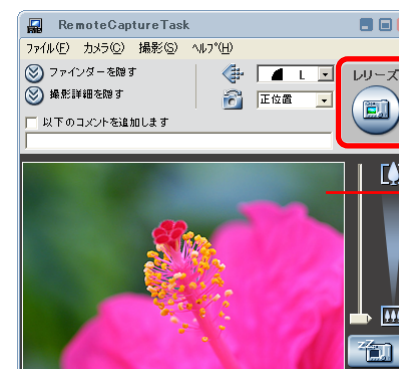 RemoteCaptureTask
ファイル(F) カメラ(C) 撮影(S) ヘルプ(H)
ファインダーを隠す
L
レリーズ
撮影詳細を隠す
正位置
以下のコメントを追加します
zz